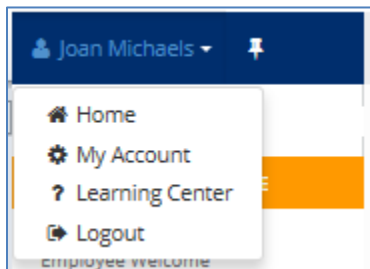 Joan Michaels
Home
My Account
? Learning Center
E
Logout
Employee Welcome